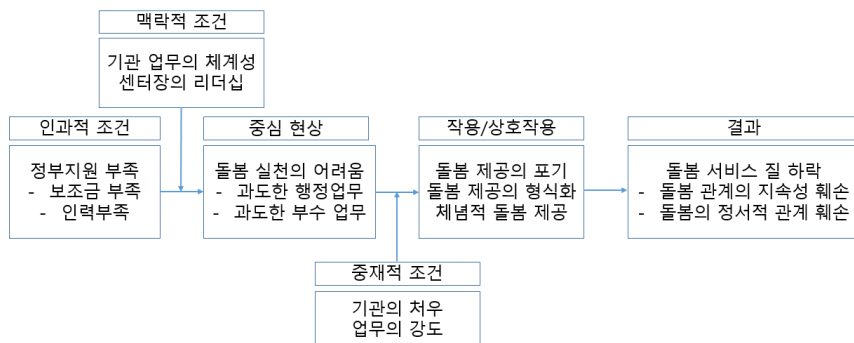 맥락적 조건
기관 업무의 체계성
센터장의 리더십
인과적 조건
정부지원 부족
- 보조금 부족
- 인력부족
중심 현상
돌봄 실천의 어려움
- 과도한 행정업무
- 과도한 부수 업무
작용/상호작용
돌봄 제공의 포기
돌봄 제공의 형식화
체념적 돌봄 제공
결과
돌봄 서비스 질 하락
- 돌봄 관계의 지속성 훼손
- 돌봄의 정서적 관계 훼손
중재적 조건
기관의 처우
업무의 강도